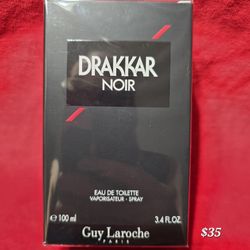 DRAKKAR
NOIR
EAU DE TOILETTE
VAPORISATEUR - SPRAY
℮ 100 ml 3.4 FL.OZ.
Guy Laroche
PARIS
$35